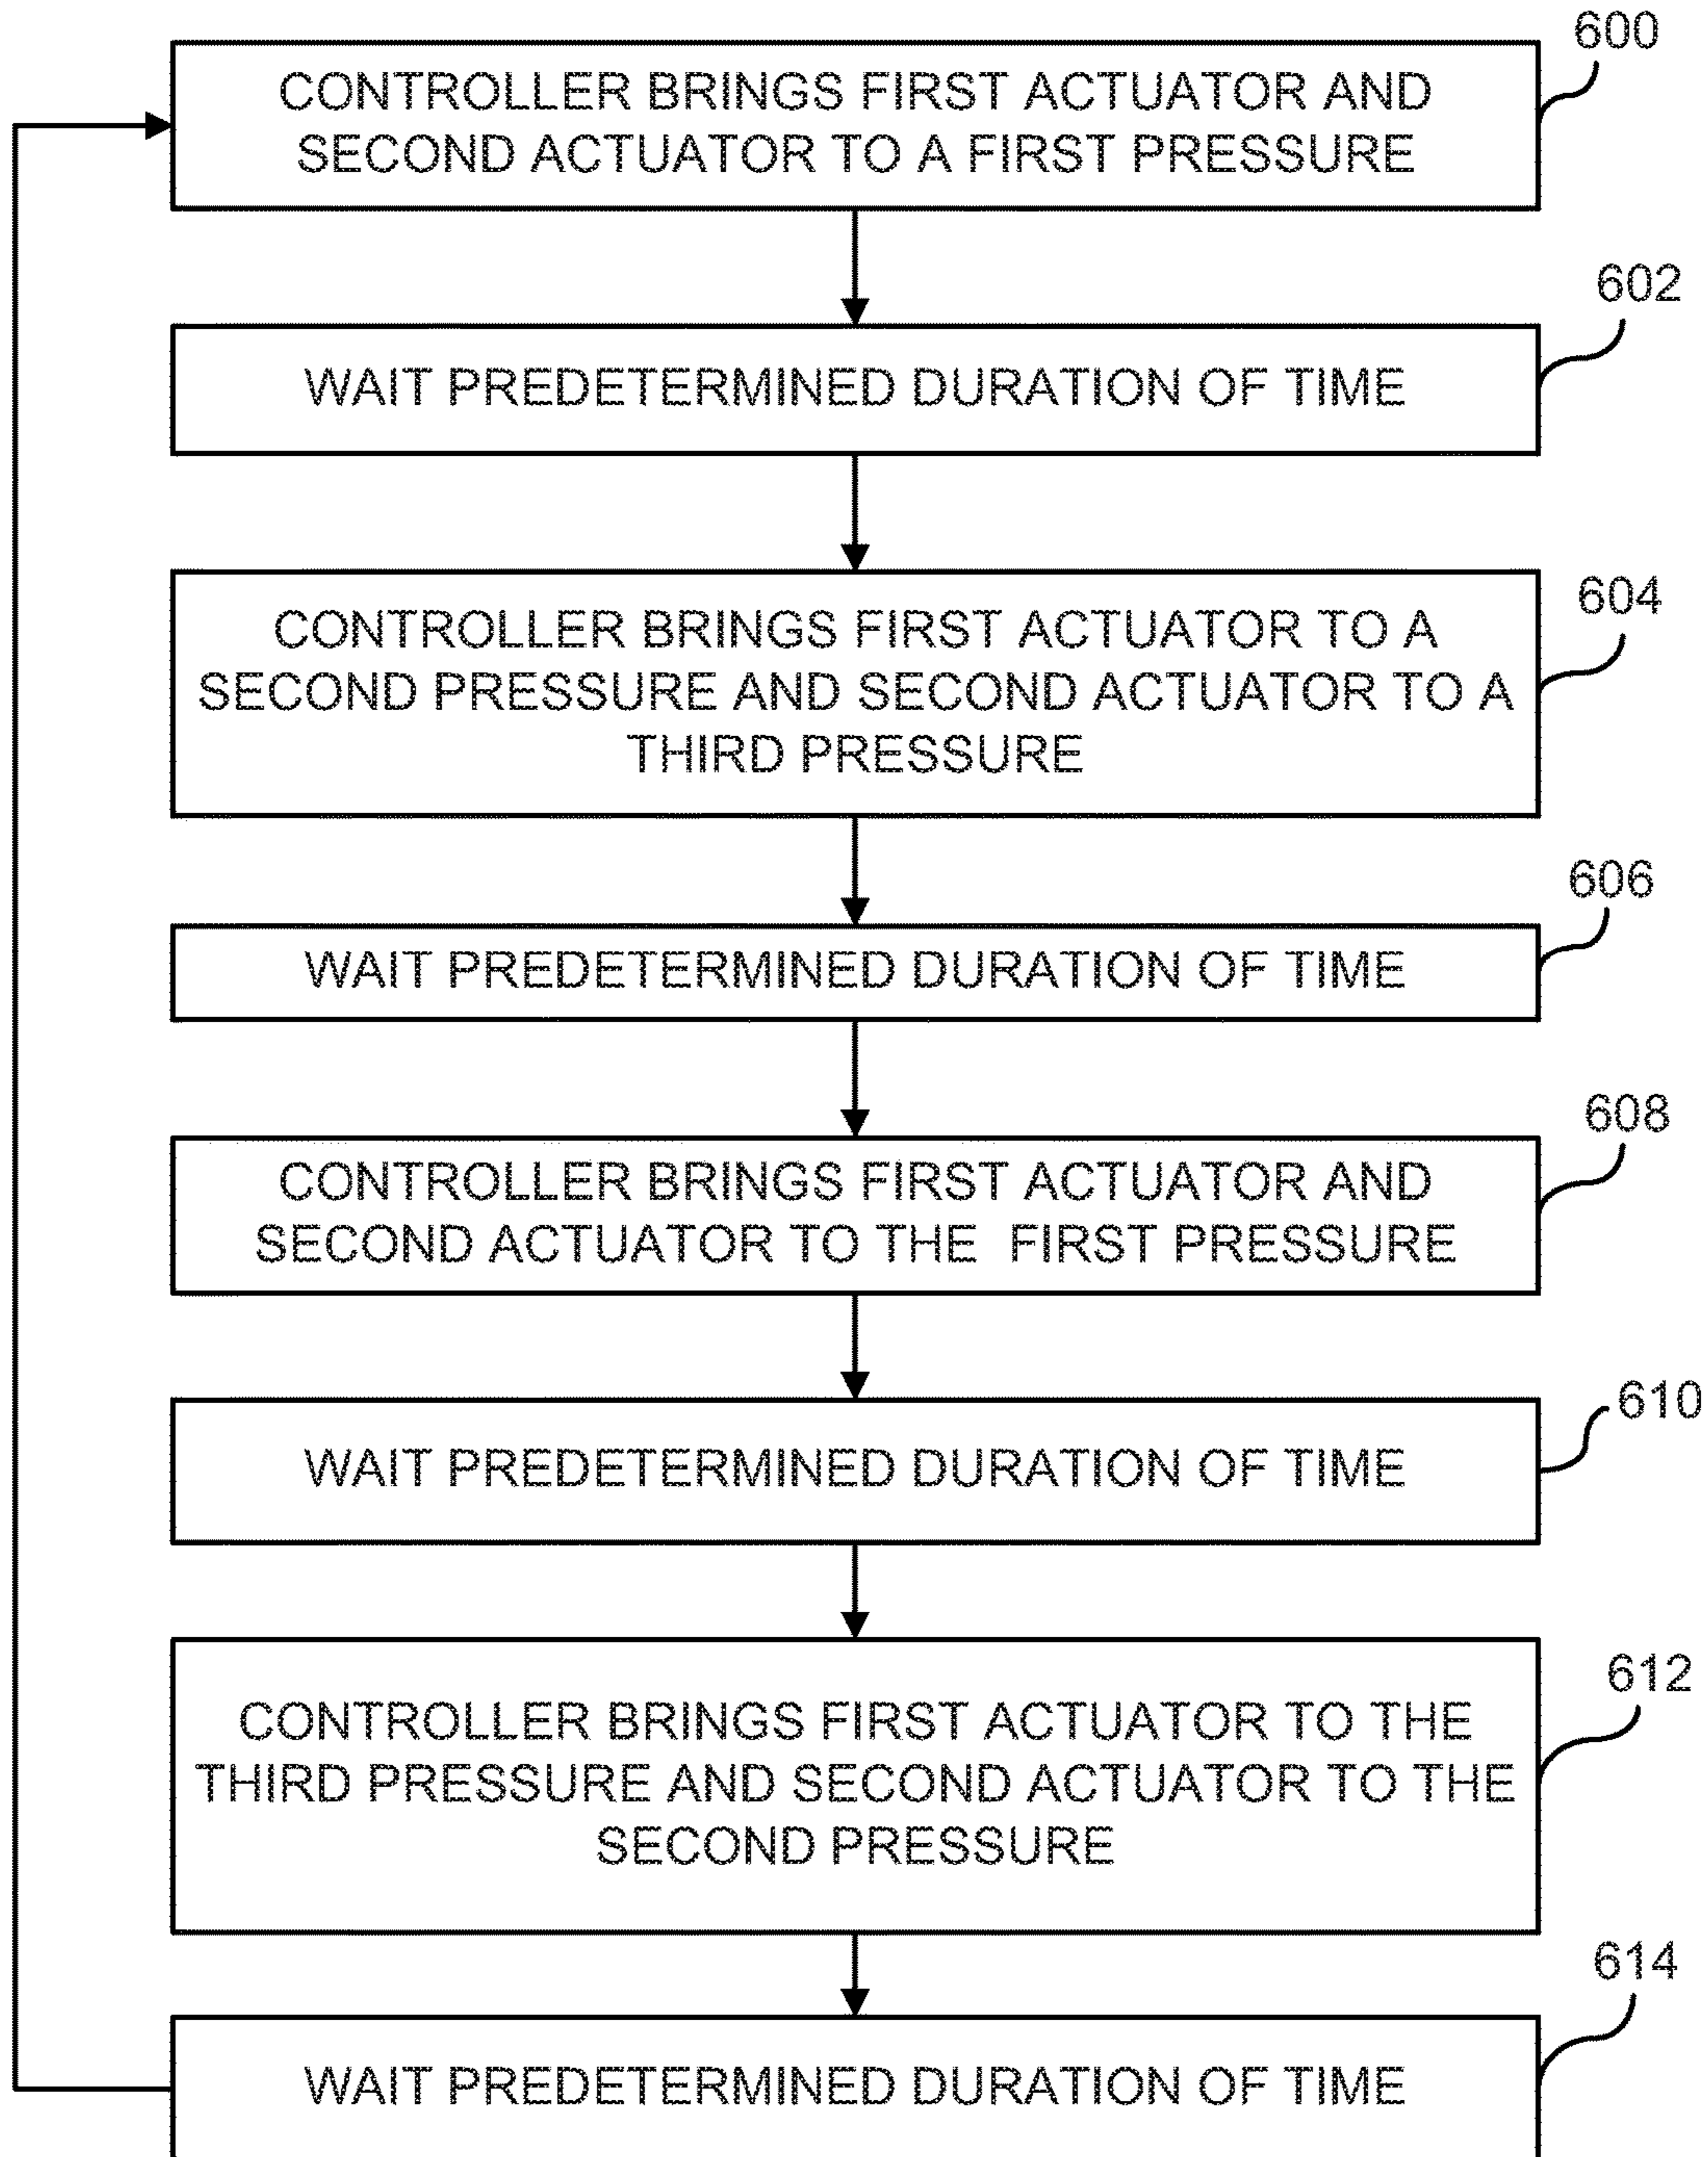 600
CONTROLLER BRINGS FIRST ACTUATOR AND
SECOND ACTUATOR TO A FIRST PRESSURE
602
WAIT PREDETERMINED DURATION OF TIME
604
CONTROLLER BRINGS FIRST ACTUATOR TO A
SECOND PRESSURE AND SECOND ACTUATOR TO A
THIRD PRESSURE
606
WAIT PREDETERMINED DURATION OF TIME
608
CONTROLLER BRINGS FIRST ACTUATOR AND
SECOND ACTUATOR TO THE FIRST PRESSURE
610
WAIT PREDETERMINED DURATION OF TIME
612
CONTROLLER BRINGS FIRST ACTUATOR TO THE
THIRD PRESSURE AND SECOND ACTUATOR TO THE
SECOND PRESSURE
614
WAIT PREDETERMINED DURATION OF TIME